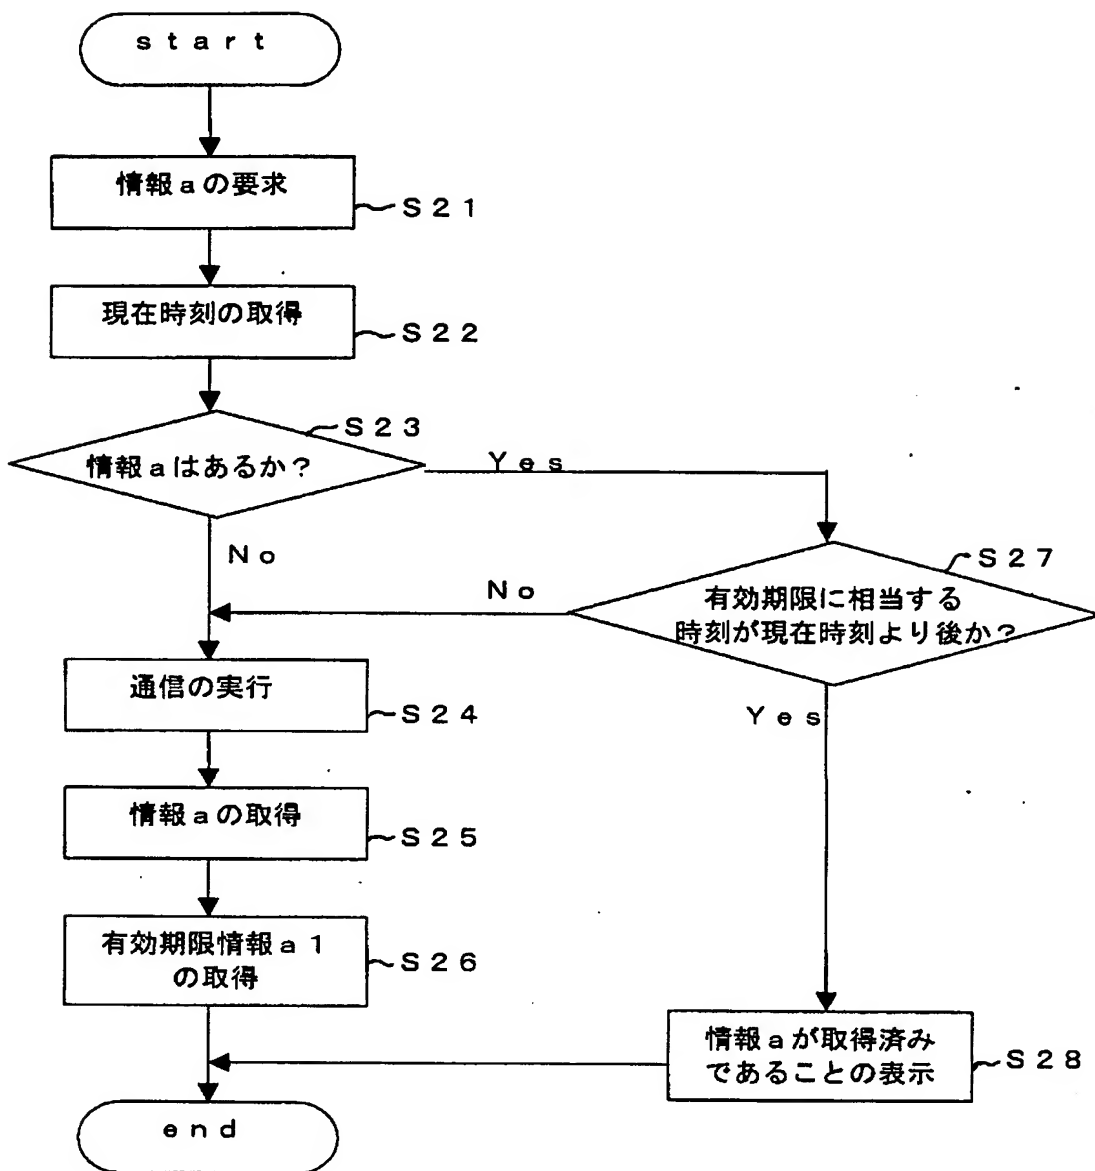 start
情報aの要求
S21
現在時刻の取得
S22
S23
情報aはあるか?
Yes
No
S27
有効期限に相当する
時刻が現在時刻より後か?
No
Yes
通信の実行
S24
情報aの取得
S25
有効期限情報a1
の取得
S26
情報aが取得済み
であることの表示
S28
end